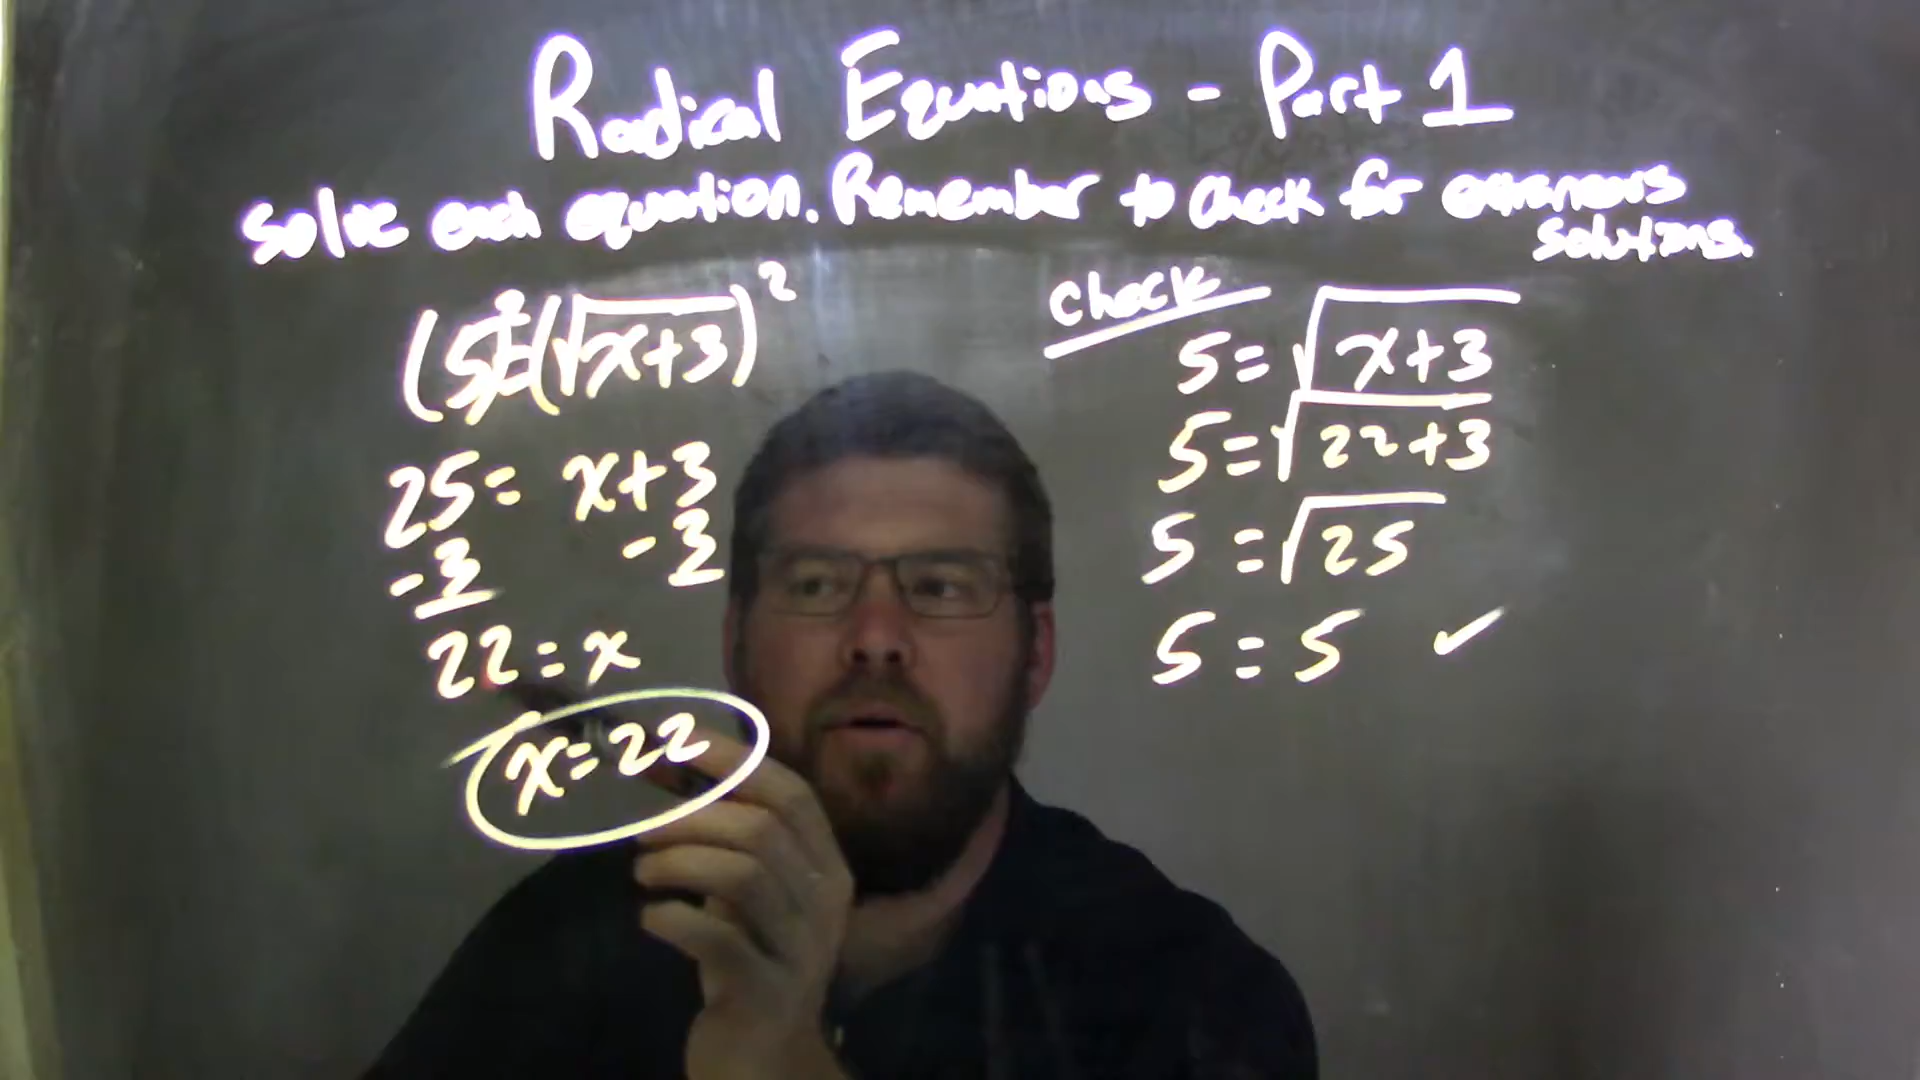 Radical Equations - Part 1
Solve each equation. Remember to check for extraneous
solutions.
(5)²=(√x+3)²
25= x+3
-3 -3
22=x
x=22
check
5=√x+3
5=√22+3
5=√25
5=5 ✓